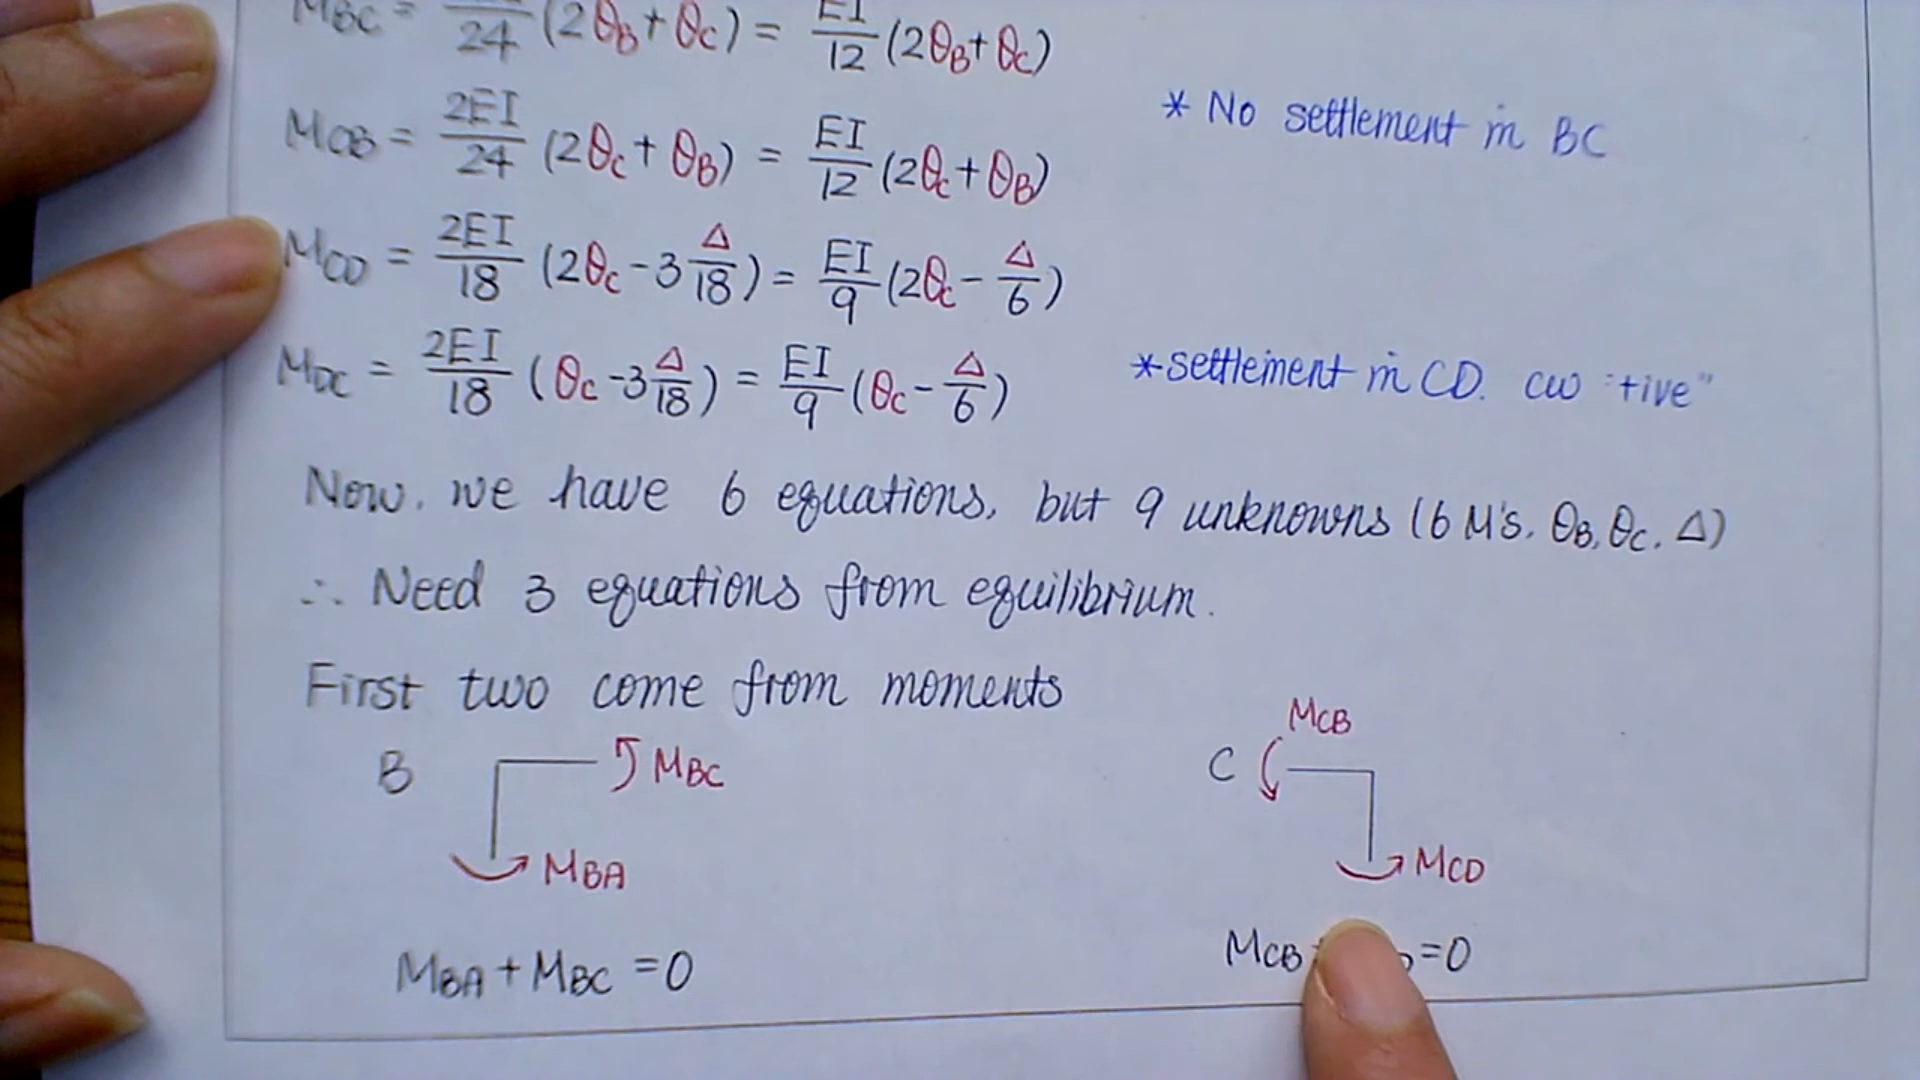 MBC = 24 (2θB + θC) = EI/12 (2θB + θC)
* No settlement in BC
MCB = 2EI/24 (2θC + θB) = EI/12 (2θC + θB)
MCD = 2EI/18 (2θC - 3 Δ/18) = EI/9 (2θC - Δ/6)
MDC = 2EI/18 (θC - 3 Δ/18) = EI/9 (θC - Δ/6)
* settlement in CD. cw "+ive"
Now, we have 6 equations, but 9 unknowns (6 M's, θB, θC, Δ)
∴ Need 3 equations from equilibrium.
First two come from moments
B
MBC
MBA
MBA + MBC = 0
MCB
C
MCD
MCB = 0